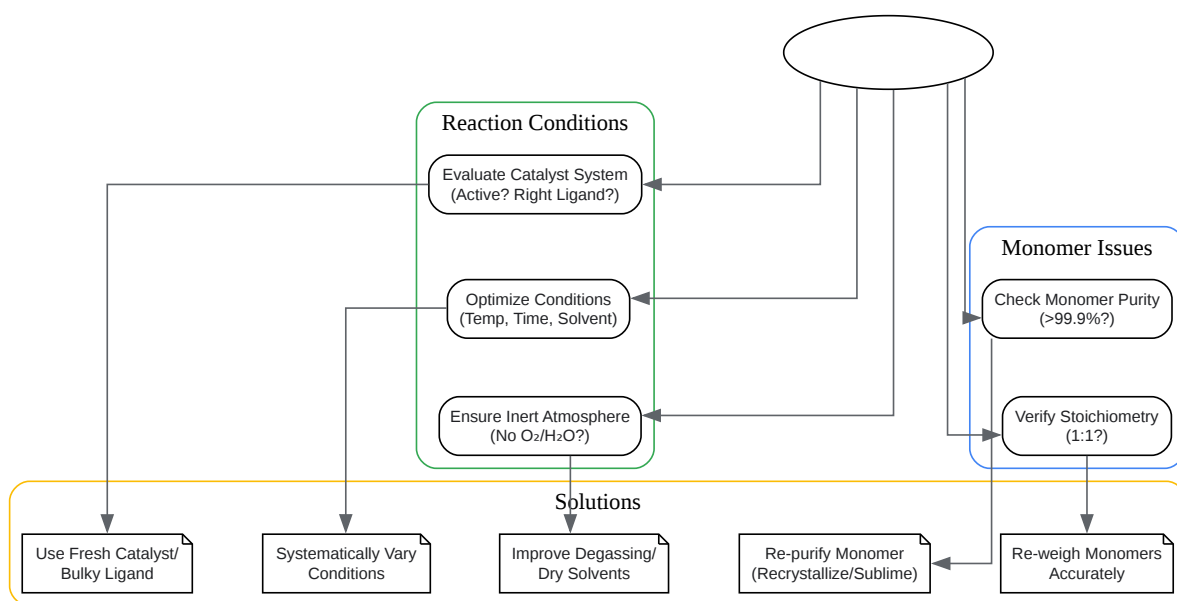 Reaction Conditions
Evaluate Catalyst System
(Active? Right Ligand?)
Optimize Conditions
(Temp, Time, Solvent)
Ensure Inert Atmosphere
(No O₂/H₂O?)
Monomer Issues
Check Monomer Purity
(>99.9%?)
Verify Stoichiometry
(1:1?)
Solutions
Use Fresh Catalyst/
Bulky Ligand
Systematically Vary
Conditions
Improve Degassing/
Dry Solvents
Re-purify Monomer
(Recrystallize/Sublime)
Re-weigh Monomers
Accurately